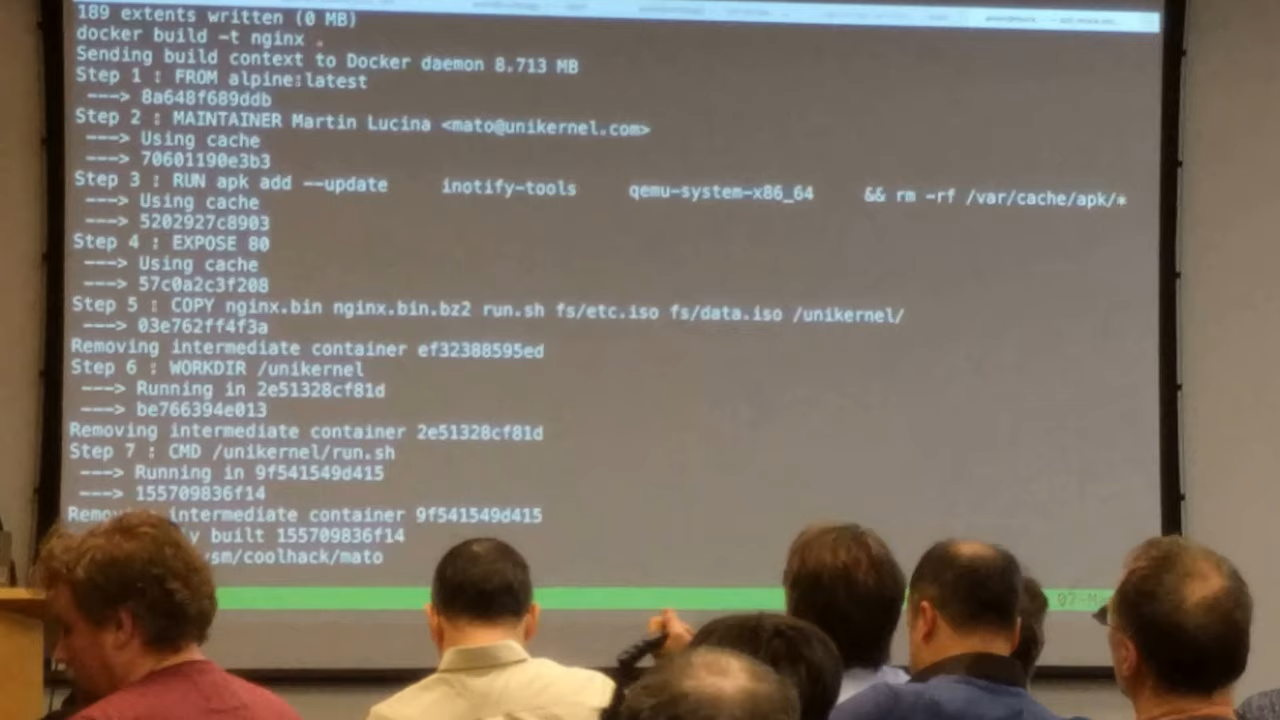 189 extents written (0 MB)
docker build -t nginx .
Sending build context to Docker daemon 8.713 MB
Step 1 : FROM alpine:latest
---> 8a648f689ddb
Step 2 : MAINTAINER Martin Lucina <mato@unikernel.com>
---> Using cache
---> 70601190e3b3
Step 3 : RUN apk add --update inotify-tools qemu-system-x86_64 && rm -rf /var/cache/apk/*
---> Using cache
---> 5202927c8903
Step 4 : EXPOSE 80
---> Using cache
---> 57c0a2c3f208
Step 5 : COPY nginx.bin nginx.bin.bz2 run.sh fs/etc.iso fs/data.iso /unikernel/
---> 03e762ff4f3a
Removing intermediate container ef32388595ed
Step 6 : WORKDIR /unikernel
---> Running in 2e51328cf81d
---> be766394e013
Removing intermediate container 2e51328cf81d
Step 7 : CMD /unikernel/run.sh
---> Running in 9f541549d415
---> 155709836f14
intermediate container 9f541549d415
built 155709836f14
sm/coolhack/mato